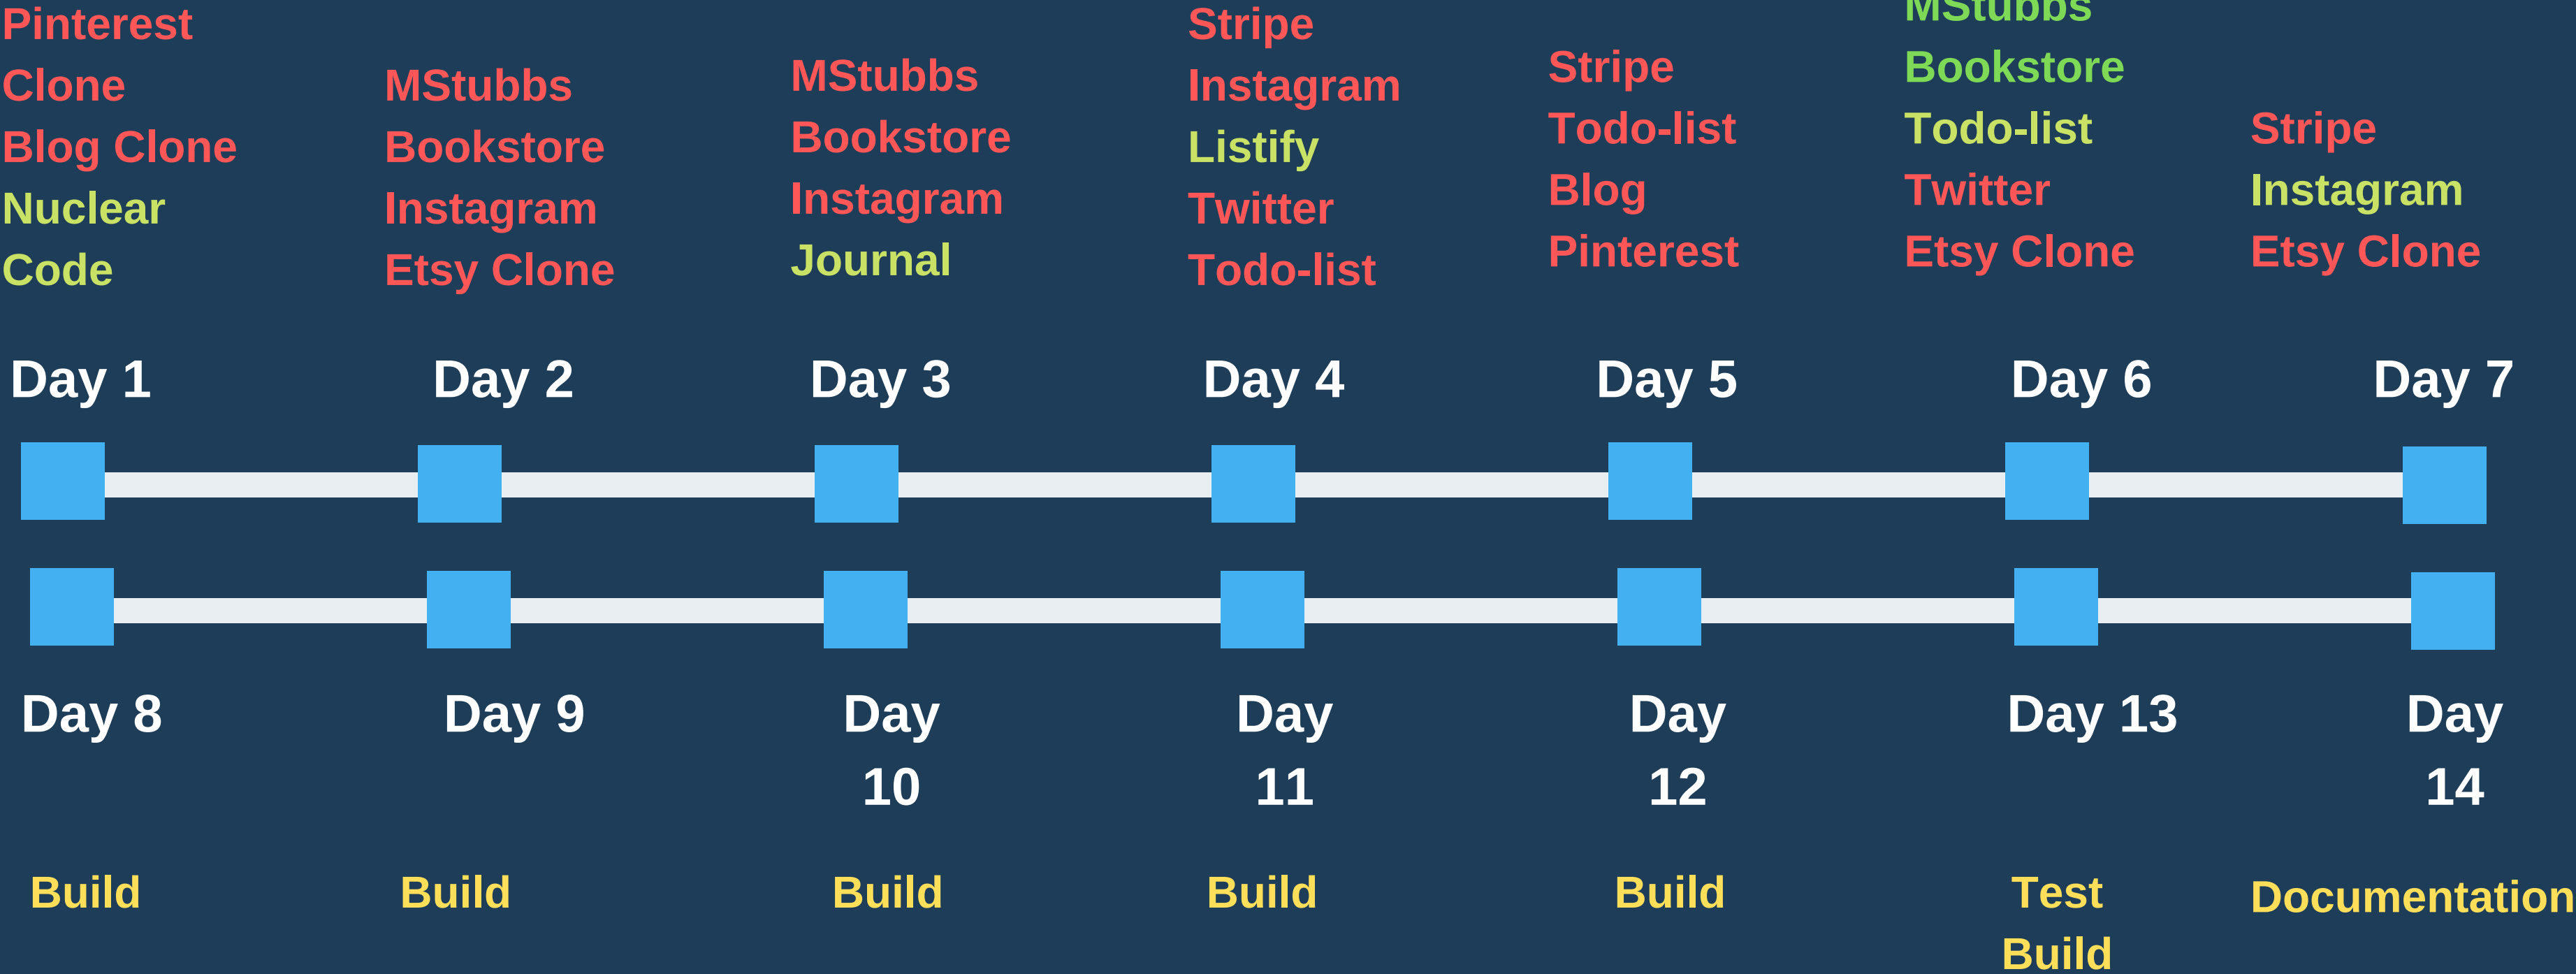 Pinterest
Clone
Blog Clone
Nuclear
Code
MStubbs
Bookstore
Instagram
Etsy Clone
MStubbs
Bookstore
Instagram
Journal
Stripe
Instagram
Listify
Twitter
Todo-list
Stripe
Todo-list
Blog
Pinterest
MStubbs
Bookstore
Todo-list
Twitter
Etsy Clone
Stripe
Instagram
Etsy Clone
Day 1
Day 2
Day 3
Day 4
Day 5
Day 6
Day 7
Day 8
Day 9
Day
10
Day
11
Day
12
Day 13
Day
14
Build
Build
Build
Build
Build
Test
Build
Documentation